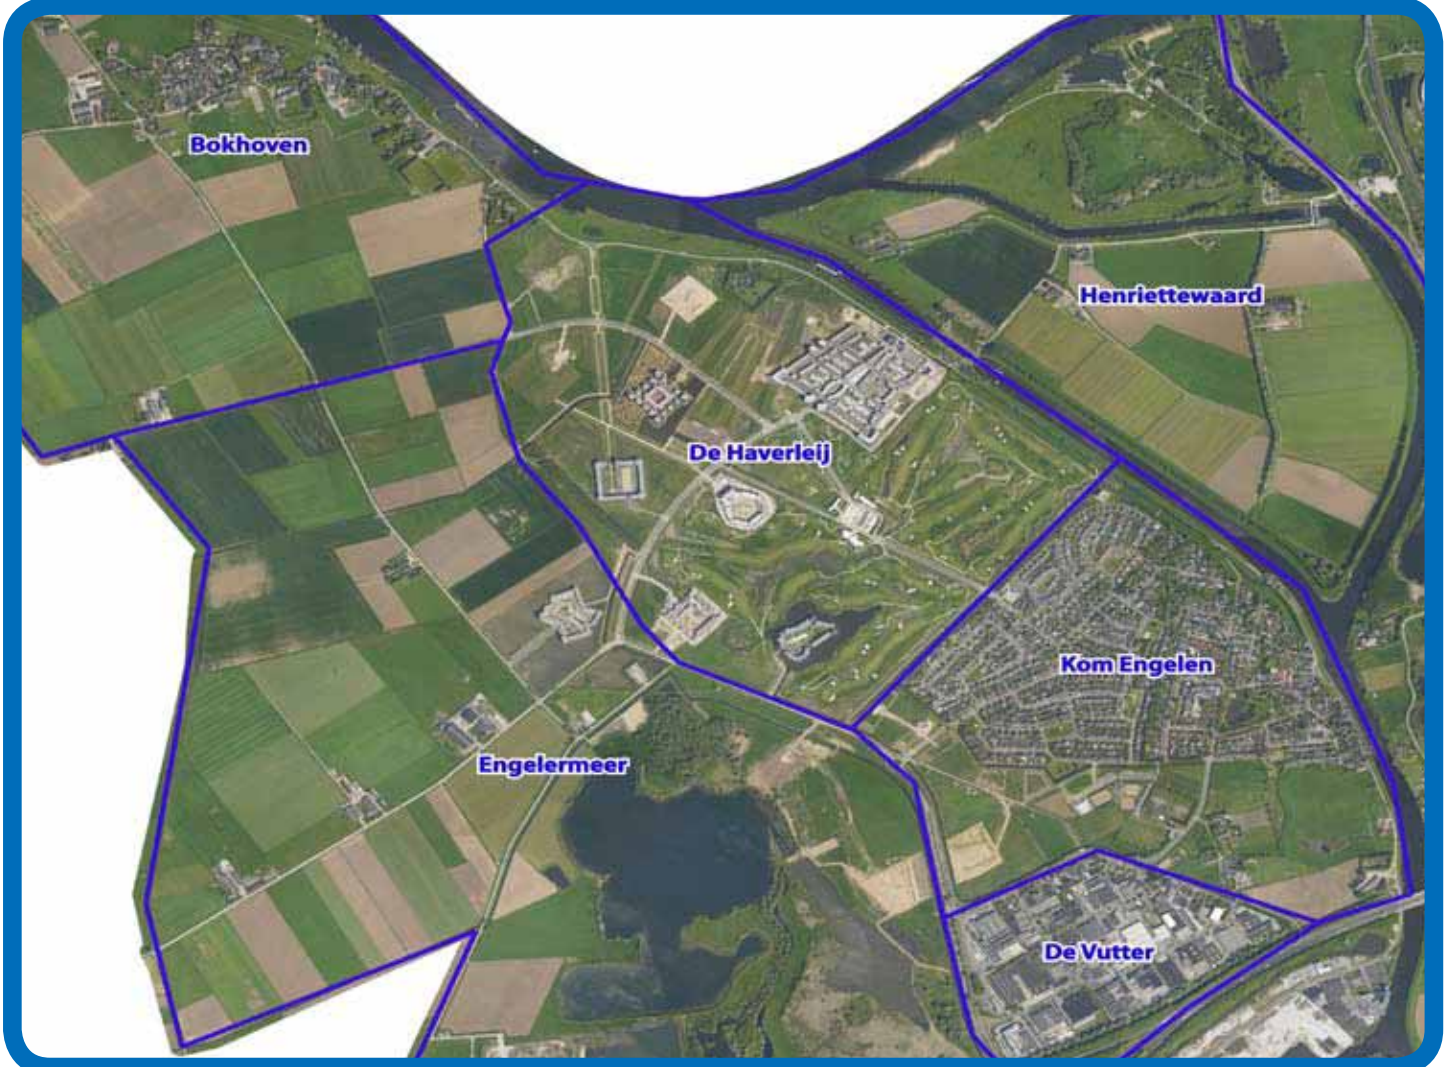 Bokhoven
Henriettewaard
De Haverleij
Kom Engelen
Engelermeer
De Vutter